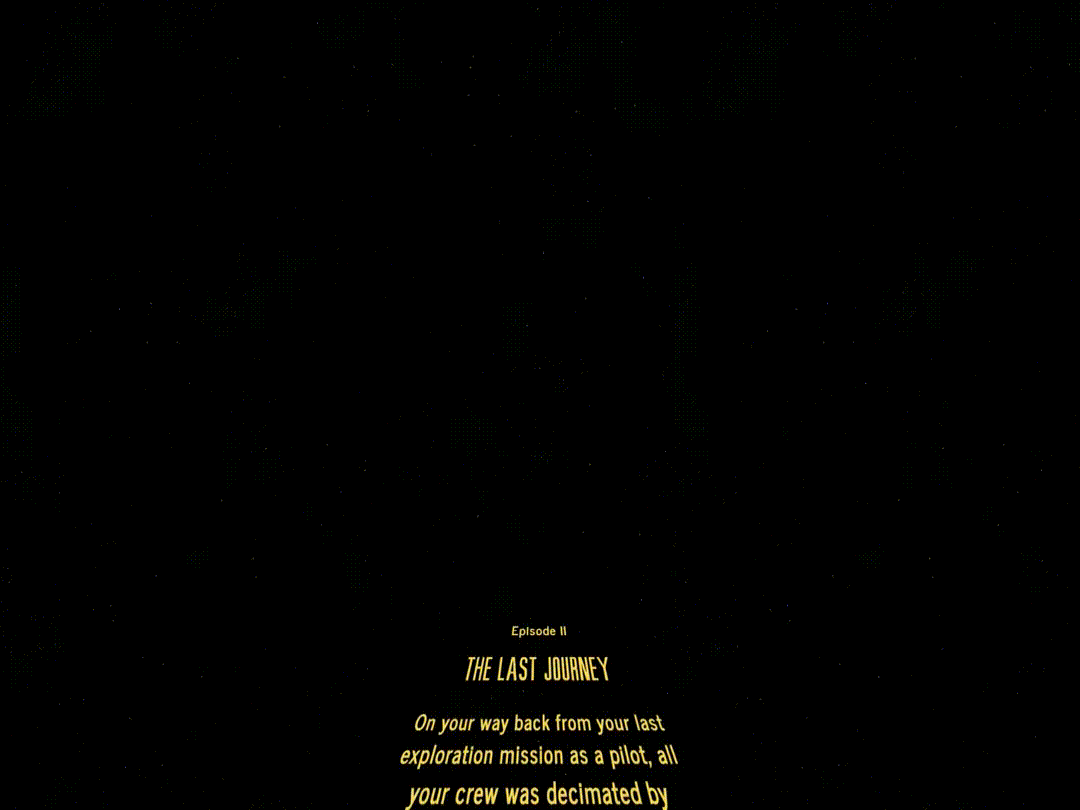 Episode II
THE LAST JOURNEY
On your way back from your last
exploration mission as a pilot, all
your crew was decimated by